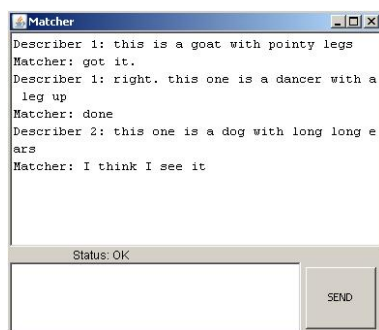 Matcher
Describer 1: this is a goat with pointy legs
Matcher: got it.
Describer 1: right. this one is a dancer with a
leg up
Matcher: done
Describer 2: this one is a dog with long long e
ars
Matcher: I think I see it
Status: OK
SEND